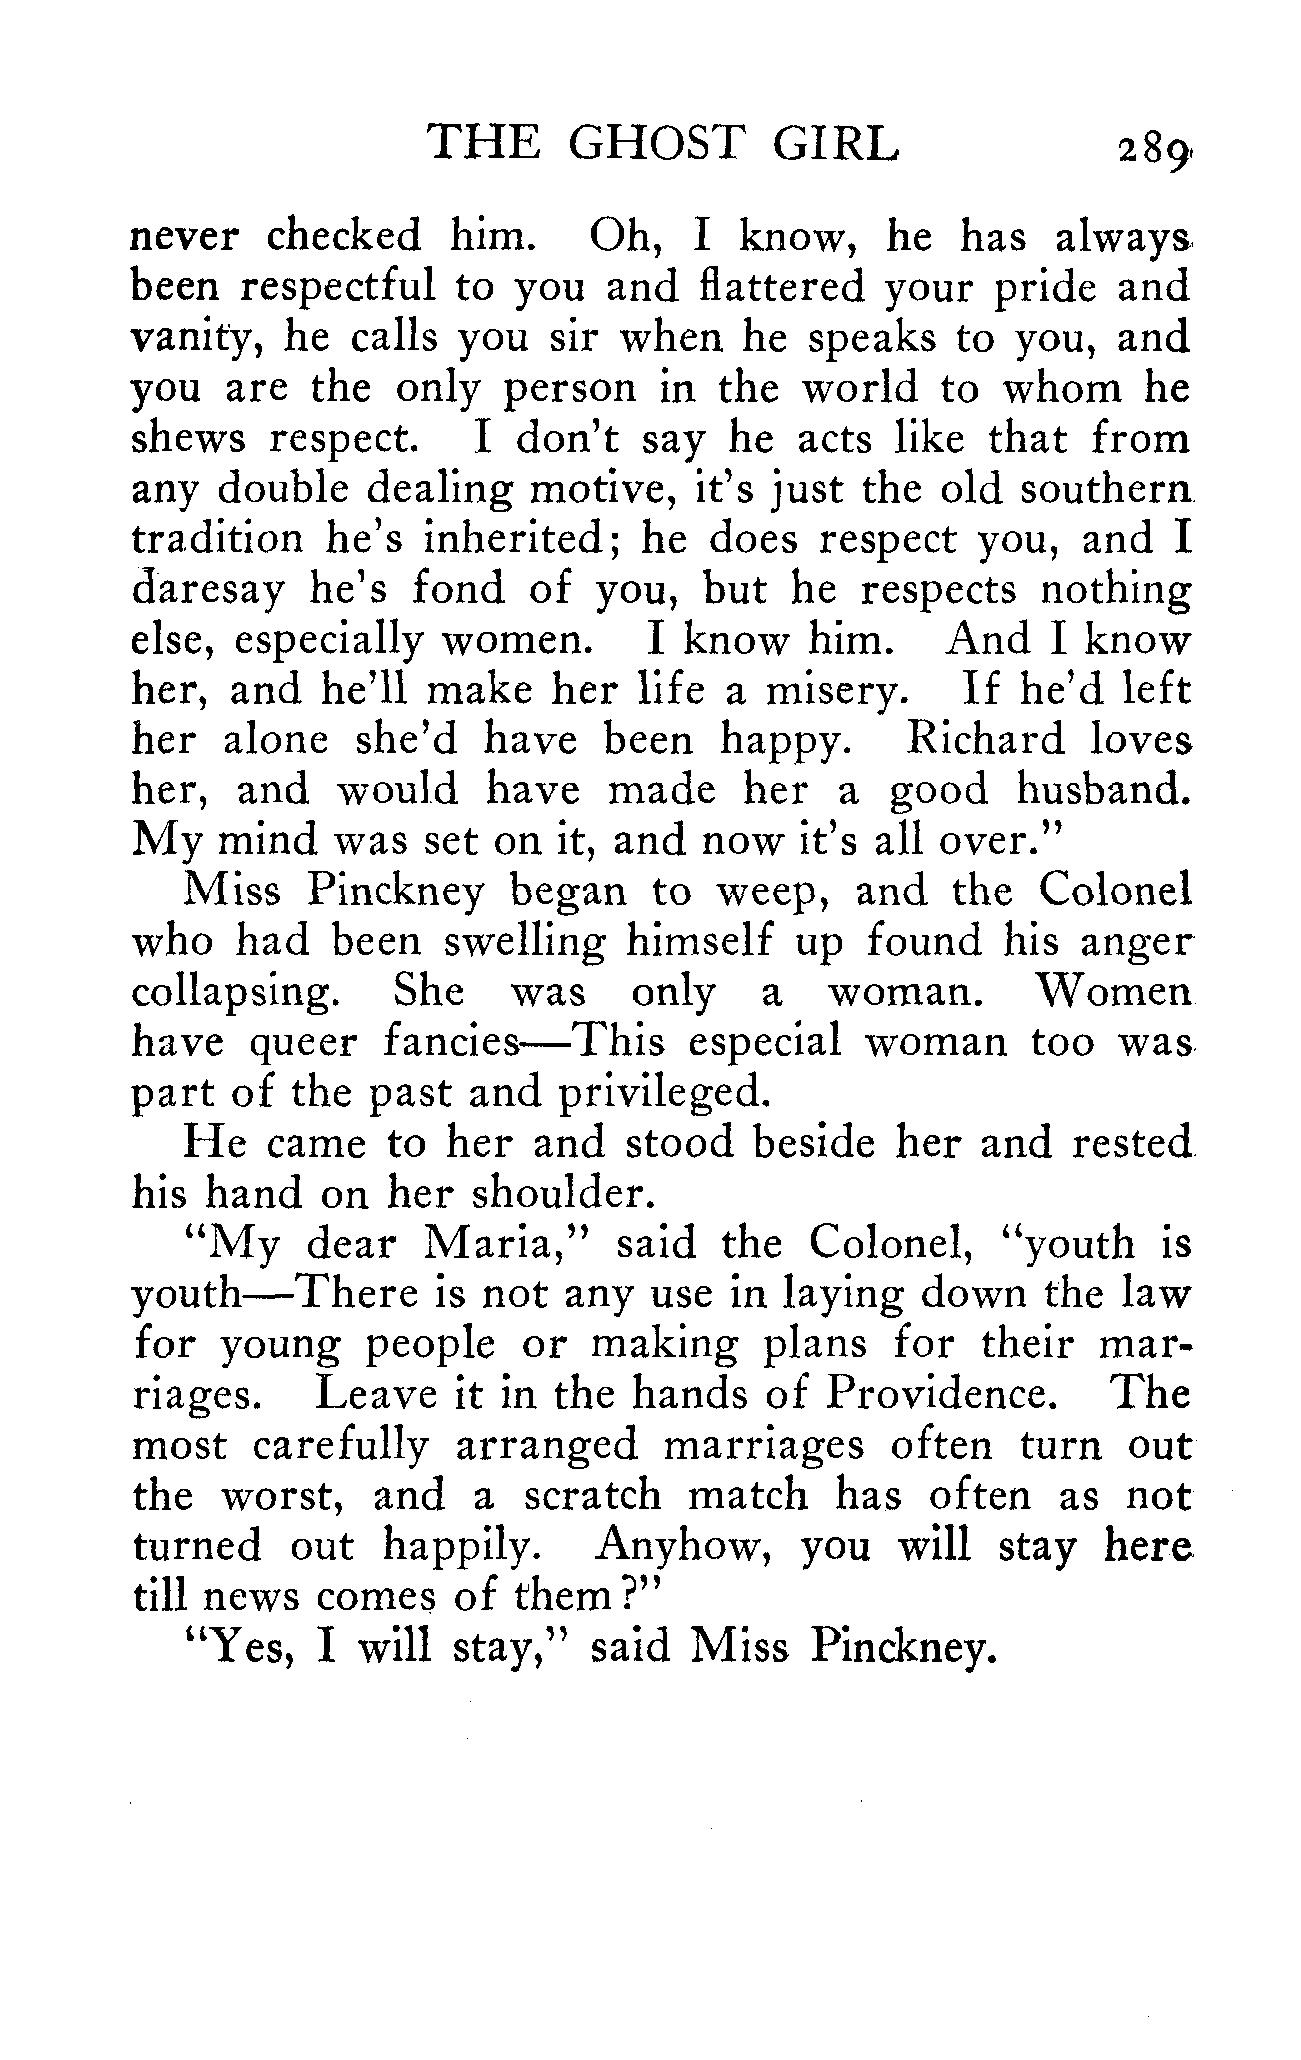 THE GHOST GIRL 289
never checked him. Oh, I know, he has always
been respectful to you and flattered your pride and
vanity, he calls you sir when he speaks to you, and
you are the only person in the world to whom he
shews respect. I don't say he acts like that from
any double dealing motive, it's just the old southern
tradition he's inherited; he does respect you, and I
daresay he's fond of you, but he respects nothing
else, especially women. I know him. And I know
her, and he'll make her life a misery. If he'd left
her alone she'd have been happy. Richard loves
her, and would have made her a good husband.
My mind was set on it, and now it's all over."
Miss Pinckney began to weep, and the Colonel
who had been swelling himself up found his anger
collapsing. She was only a woman. Women
have queer fancies—This especial woman too was
part of the past and privileged.
He came to her and stood beside her and rested
his hand on her shoulder.
"My dear Maria," said the Colonel, "youth is
youth—There is not any use in laying down the law
for young people or making plans for their mar-
riages. Leave it in the hands of Providence. The
most carefully arranged marriages often turn out
the worst, and a scratch match has often as not
turned out happily. Anyhow, you will stay here
till news comes of them?"
"Yes, I will stay," said Miss Pinckney.